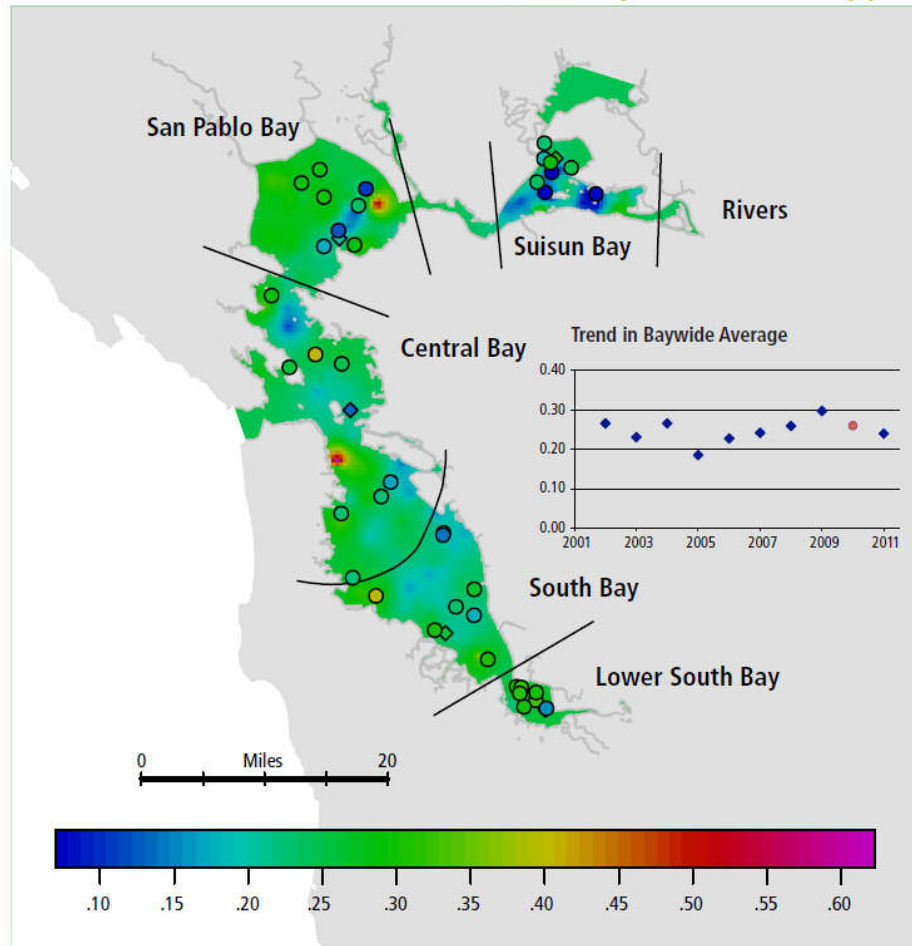 San Pablo Bay
Rivers
Suisun Bay
Central Bay
Trend in Baywide Average
0.40
0.30
0.20
0.10
0.00
2001 2003 2005 2007 2009 2011
South Bay
Lower South Bay
0 Miles 20
.10 .15 .20 .25 .30 .35 .40 .45 .50 .55 .60